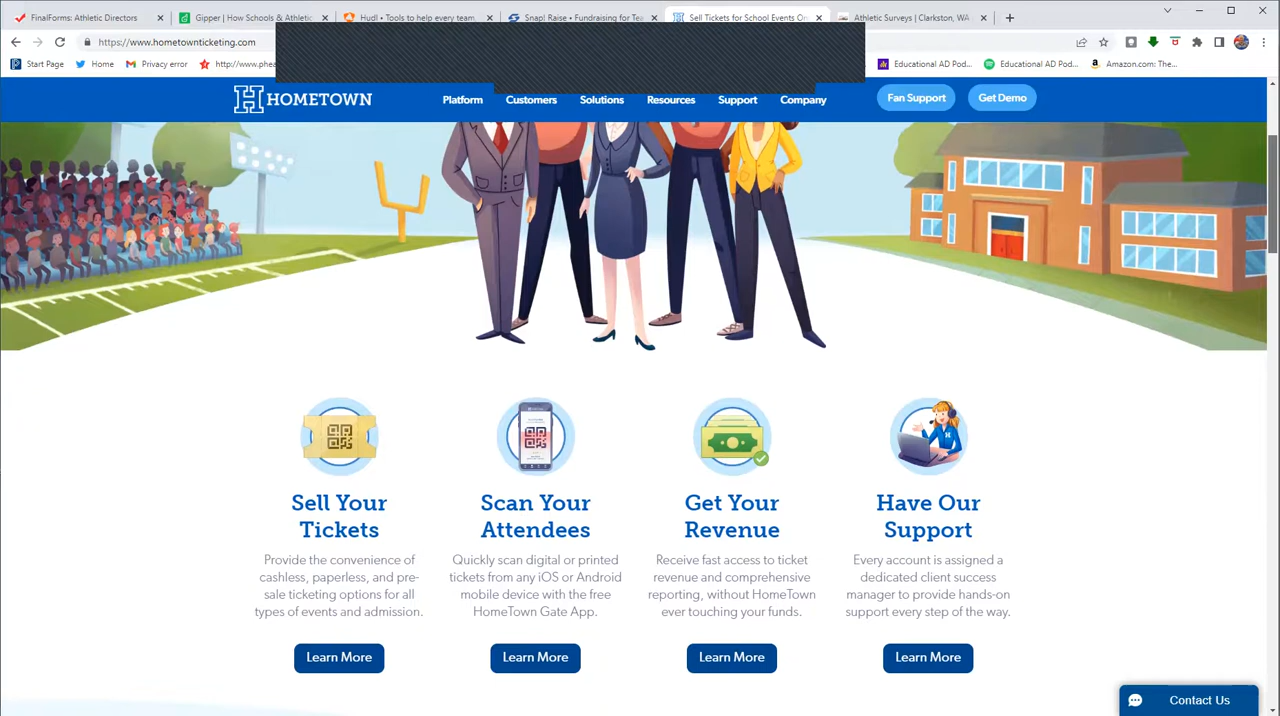 FinalForms: Athletic Directors
Gipper | How Schools & Athletic
Hudl • Tools to help every team
Snap! Raise • Fundraising for Te
Sell Tickets for School Events On
Athletic Surveys | Clarkston, WA
https://www.hometownticketing.com
Start Page
Home
Privacy error
http://www.phea
Educational AD Pod...
Educational AD Pod...
Amazon.com: The...
HOMETOWN
Platform
Customers
Solutions
Resources
Support
Company
Fan Support
Get Demo
Sell Your
Tickets
Provide the convenience of
cashless, paperless, and pre-
sale ticketing options for all
types of events and admission.
Learn More
Scan Your
Attendees
Quickly scan digital or printed
tickets from any iOS or Android
mobile device with the free
HomeTown Gate App.
Learn More
Get Your
Revenue
Receive fast access to ticket
revenue and comprehensive
reporting, without HomeTown
ever touching your funds.
Learn More
Have Our
Support
Every account is assigned a
dedicated client success
manager to provide hands-on
support every step of the way.
Learn More
Contact Us